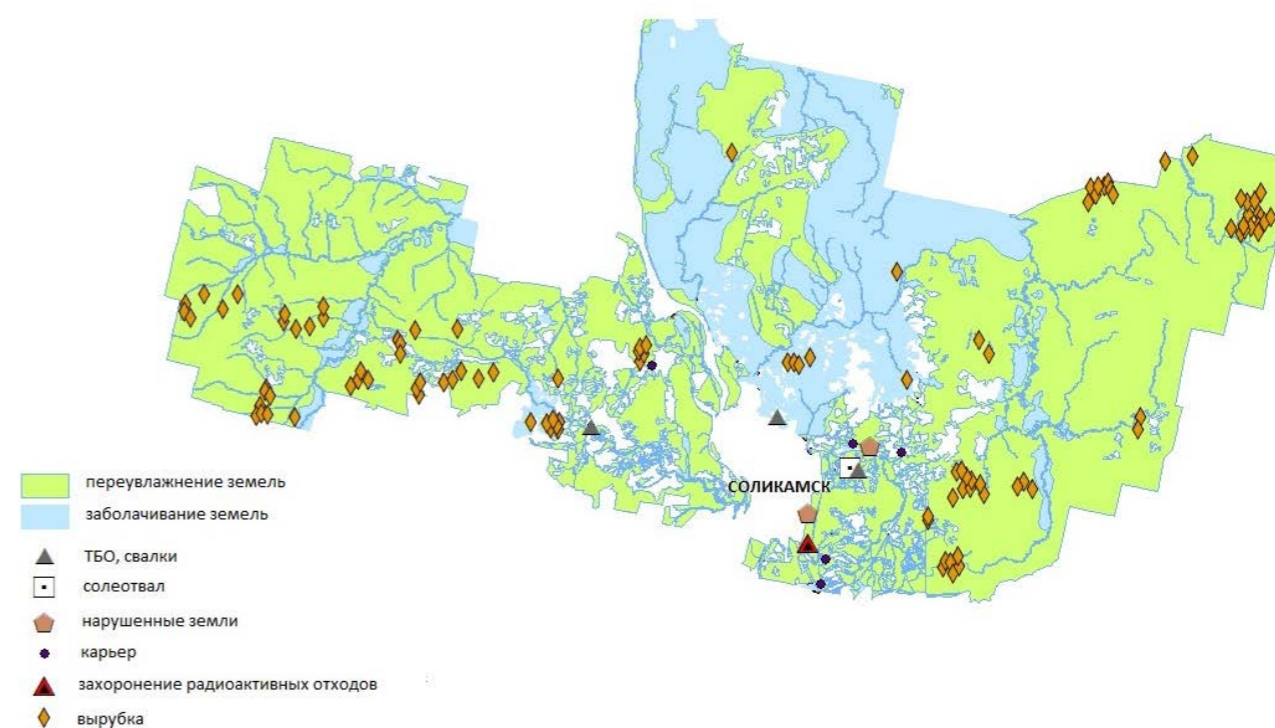 СОЛИКАМСК
переувлажнение земель
заболачивание земель
ТБО, свалки
солеотвал
нарушенные земли
карьер
захоронение радиоактивных отходов
вырубка